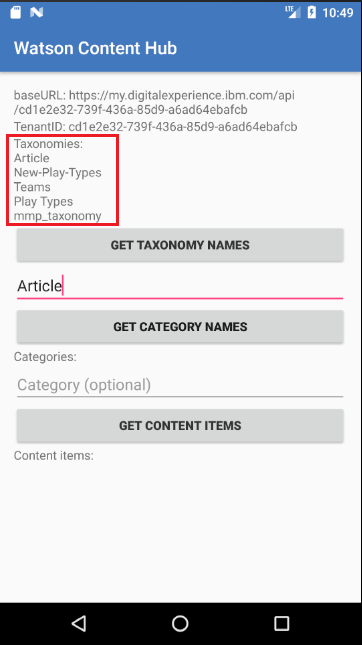 LTE 10:49
Watson Content Hub
baseURL: https://my.digitalexperience.ibm.com/api
/cd1e2e32-739f-436a-85d9-a6ad64ebafcb
TenantID: cd1e2e32-739f-436a-85d9-a6ad64ebafcb
Taxonomies:
Article
New-Play-Types
Teams
Play Types
mmp_taxonomy
GET TAXONOMY NAMES
Article
GET CATEGORY NAMES
Categories:
Category (optional)
GET CONTENT ITEMS
Content items: